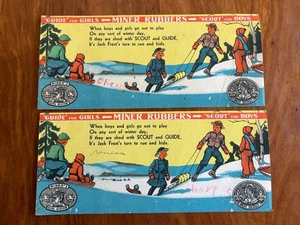 "GUIDE" FOR GIRLS — MINER RUBBERS — "SCOUT" FOR BOYS
When boys and girls go out to play
On any sort of winter day,
If they are shod with SCOUT and GUIDE,
It's Jack Frost's turn to run and hide.
MINER'S
"GUIDE" FOR GIRLS — MINER RUBBERS — "SCOUT" FOR BOYS
When boys and girls go out to play
On any sort of winter day,
If they are shod with SCOUT and GUIDE,
It's Jack Frost's turn to run and hide.
MINER'S